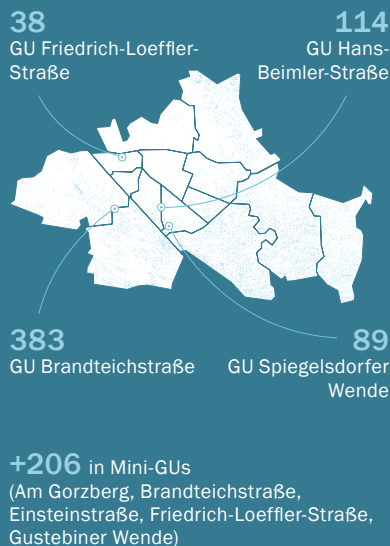 38
GU Friedrich-Loeffler-
Straße
114
GU Hans-
Beimler-Straße
383
GU Brandteichstraße
89
GU Spiegelsdorfer
Wende
+206 in Mini-GUs
(Am Gorzberg, Brandteichstraße,
Einsteinstraße, Friedrich-Loeffler-Straße,
Gustebiner Wende)